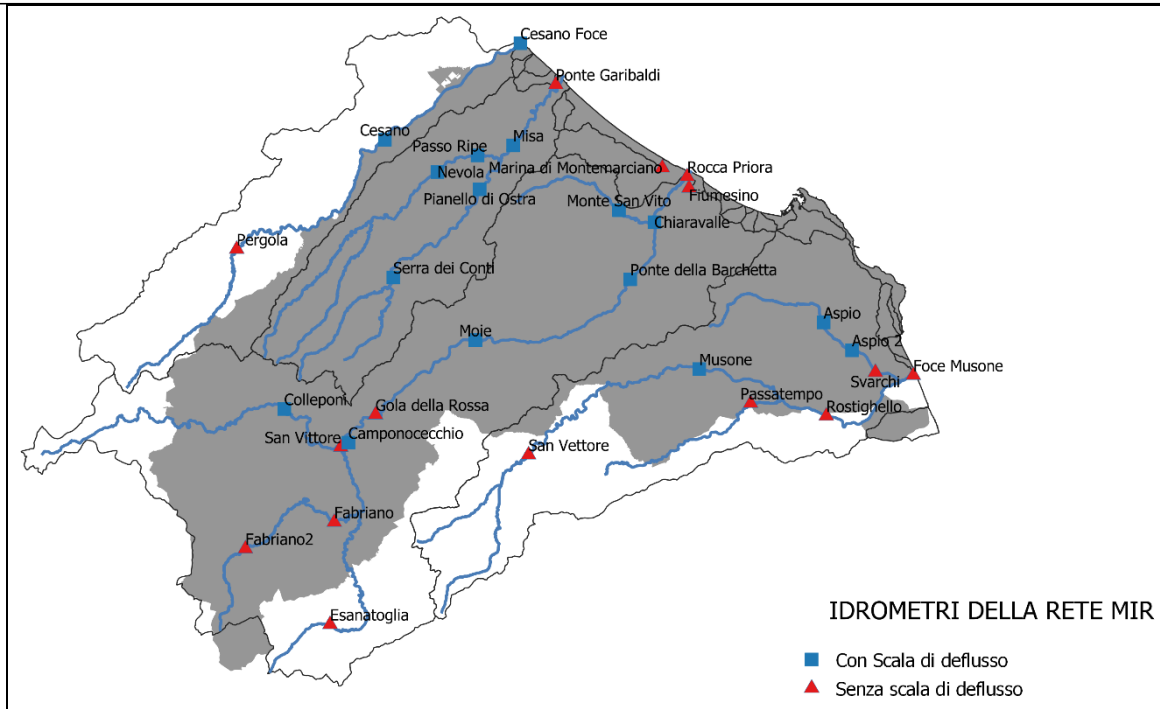 Cesano Foce
Ponte Garibaldi
Cesano
Misa
Passo Ripe
Nevola
Marina di Montemarciano
Rocca Priora
Pianello di Ostra
Monte San Vito
Fiumesino
Chiaravalle
Pergola
Serra dei Conti
Ponte della Barchetta
Aspio
Moie
Aspio 2
Musone
Foce Musone
Svarchi
Colleponi
Gola della Rossa
Passatempo
Rostighello
San Vittore
Camponocecchio
San Vettore
Fabriano
Fabriano2
Esanatoglia
IDROMETRI DELLA RETE MIR
Con Scala di deflusso
Senza scala di deflusso